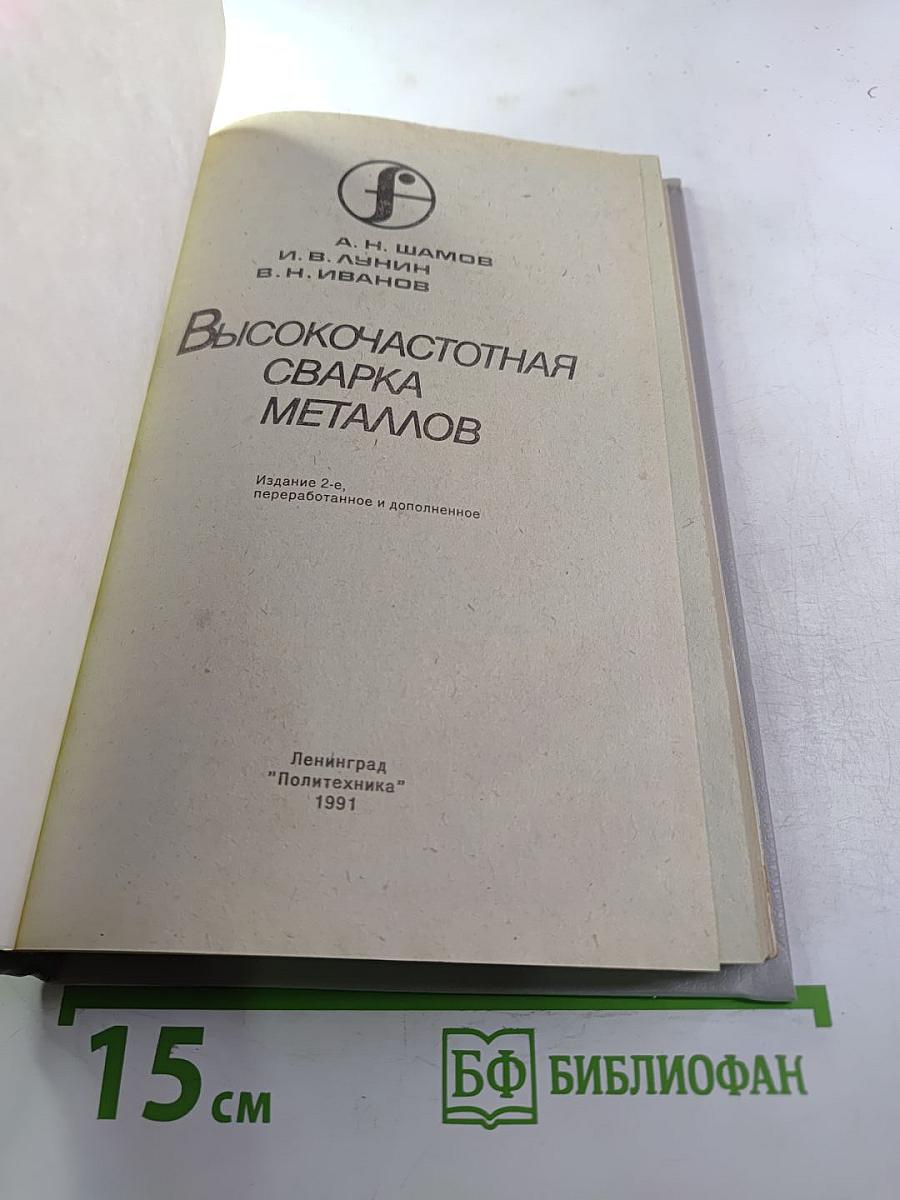 А. Н. ШАМОВ
И. В. ЛУНИН
В. Н. ИВАНОВ
ВЫСОКОЧАСТОТНАЯ
СВАРКА
МЕТАЛЛОВ
Издание 2-е,
переработанное и дополненное
Ленинград
"Политехника"
1991
15 см
БФ БИБЛИОФАН